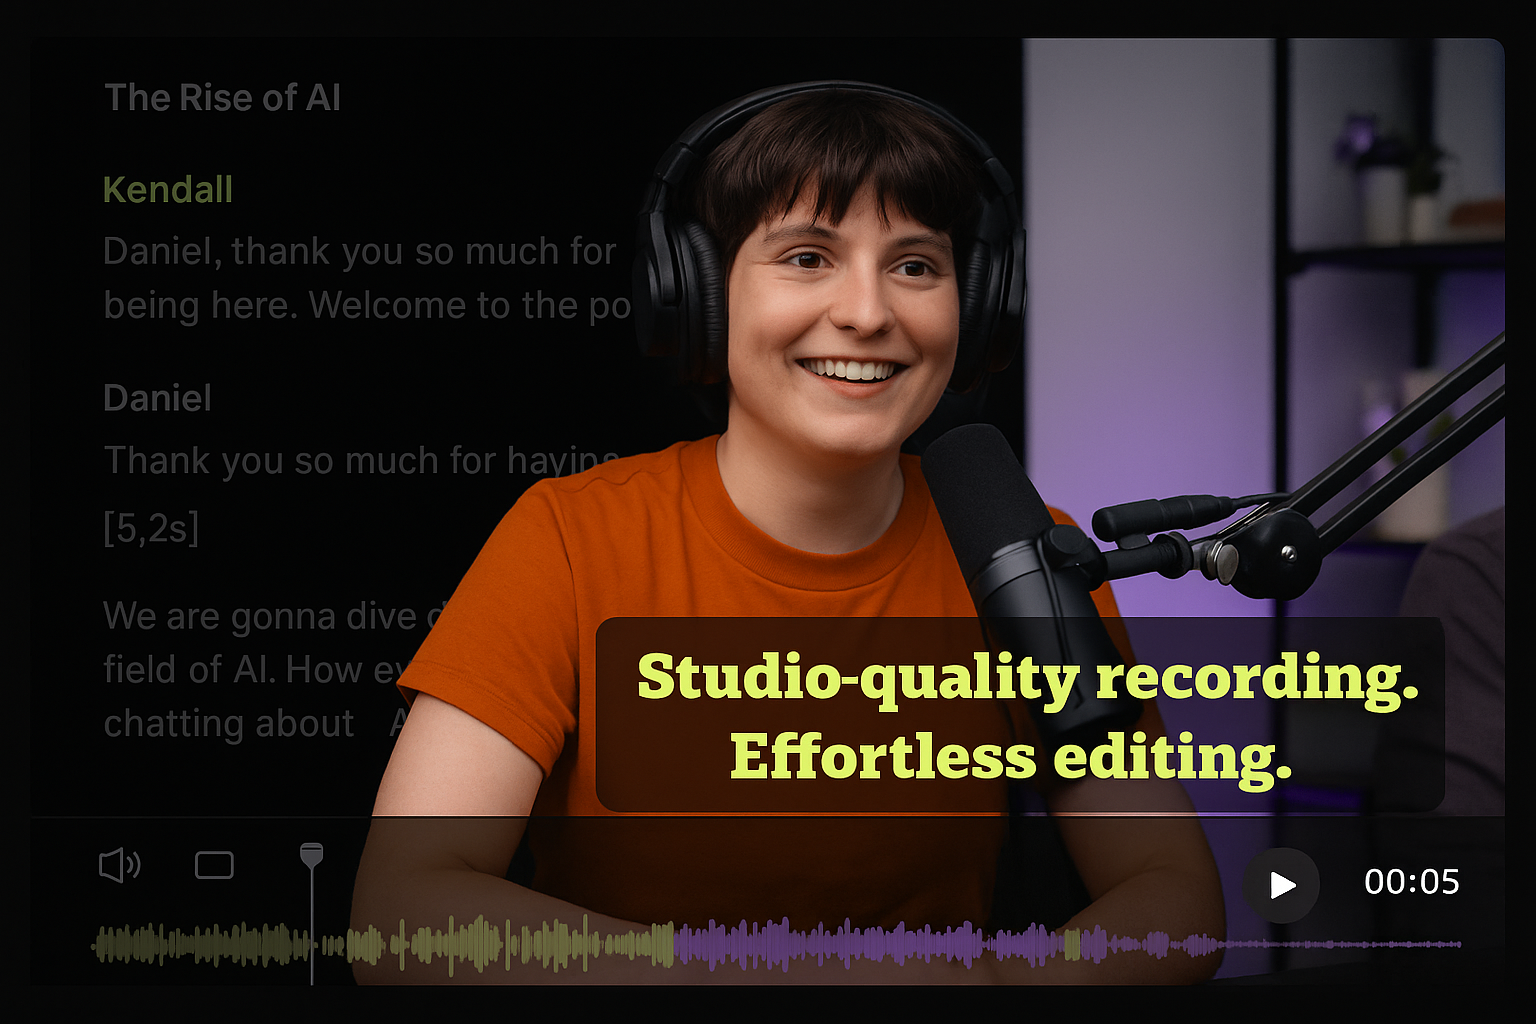 The Rise of AI
Kendall
Daniel, thank you so much for
being here. Welcome to the po
Daniel
Thank you so much for
[5,2s]
We are gonna dive
field of AI. How
chatting about
Studio-quality recording.
Effortless editing.
00:05